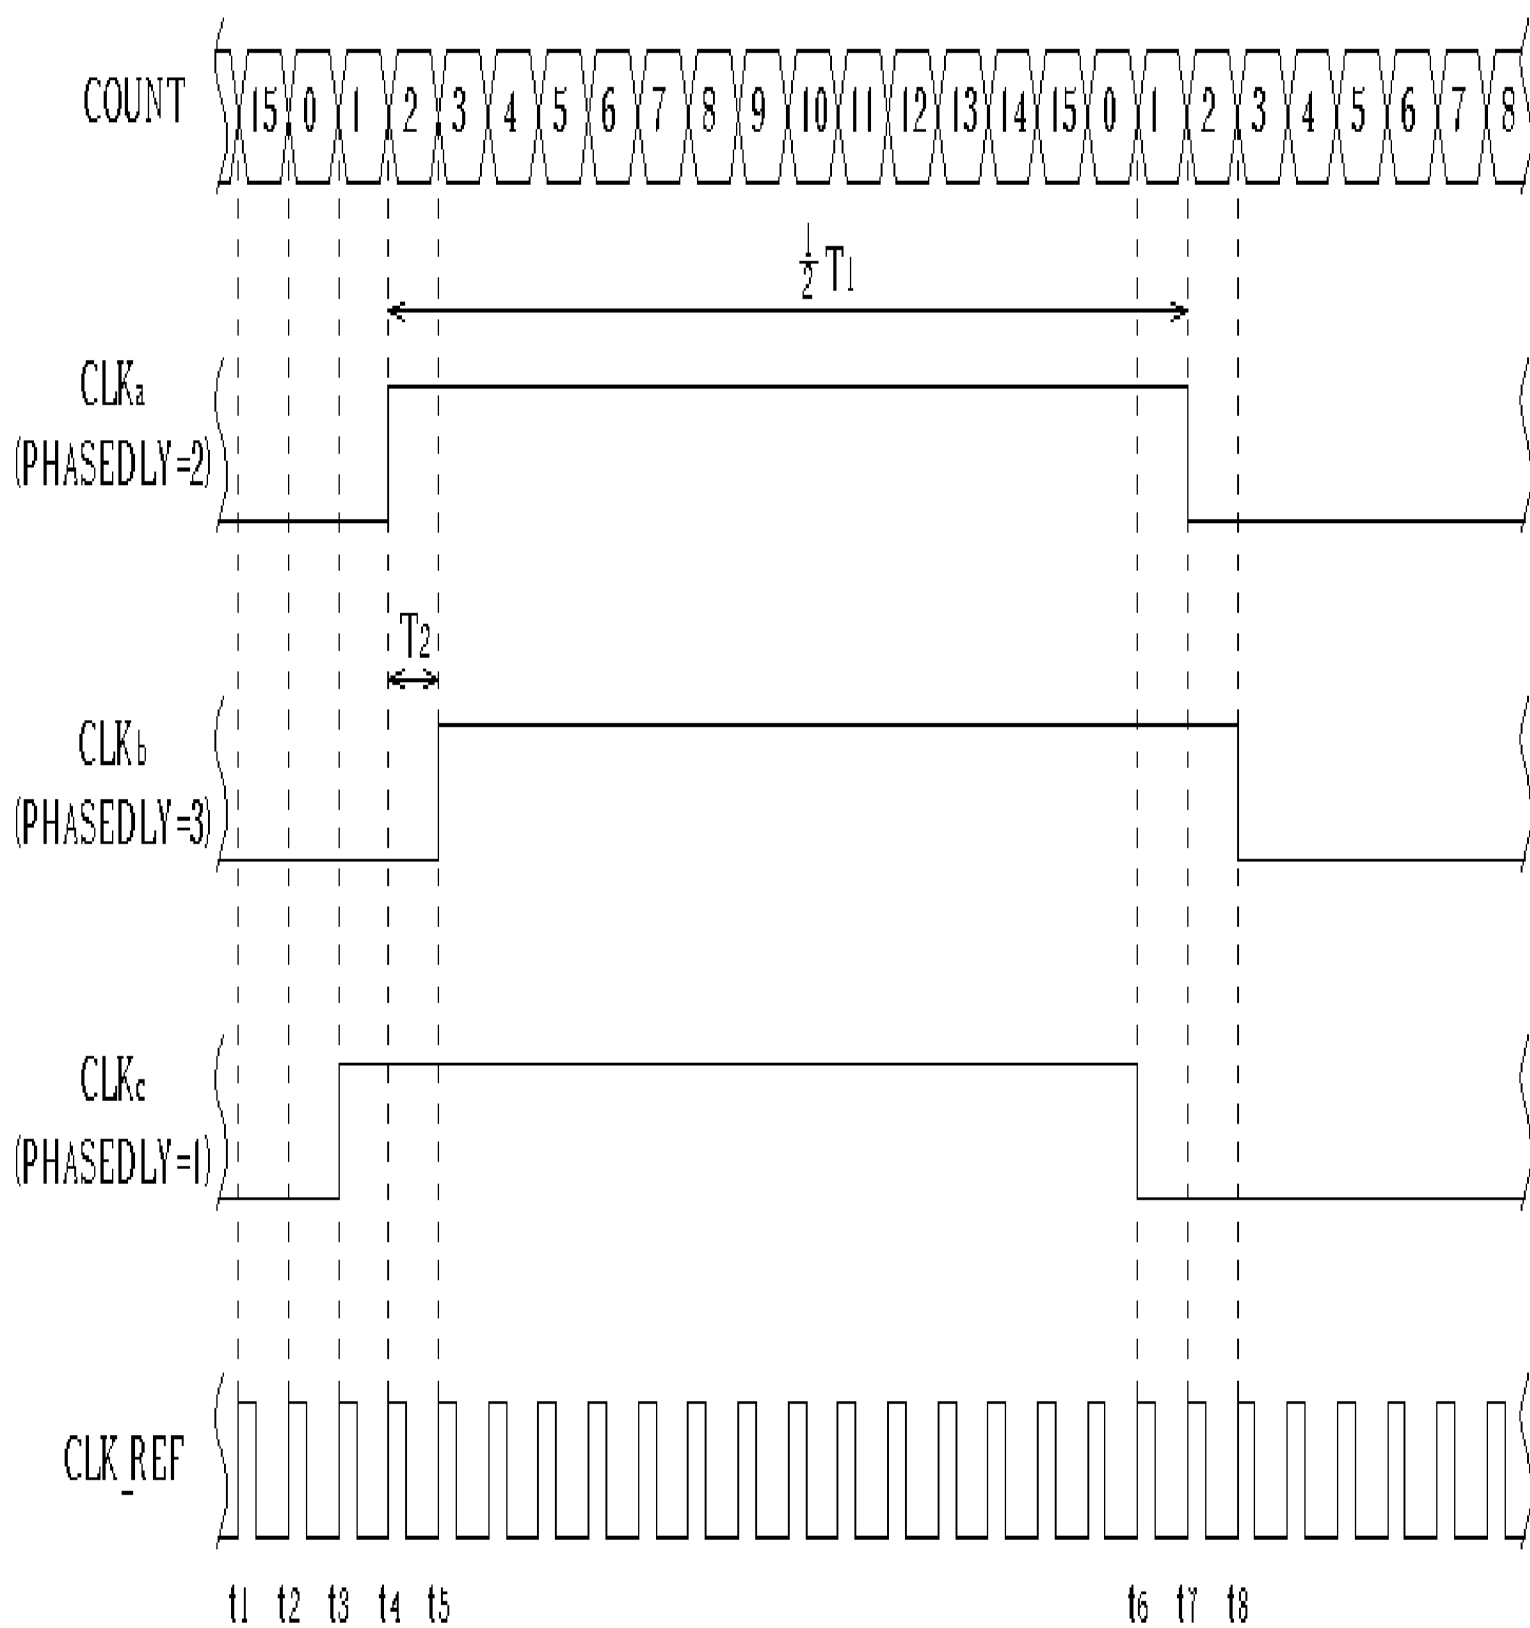 COUNT 15 0 1 2 3 4 5 6 7 8 9 10 11 12 13 14 15 0 1 2 3 4 5 6 7 8
1/2 T1
CLKa
(PHASEDLY=2)
T2
CLKb
(PHASEDLY=3)
CLKc
(PHASEDLY=1)
CLK_REF
t1 t2 t3 t4 t5 t6 t7 t8